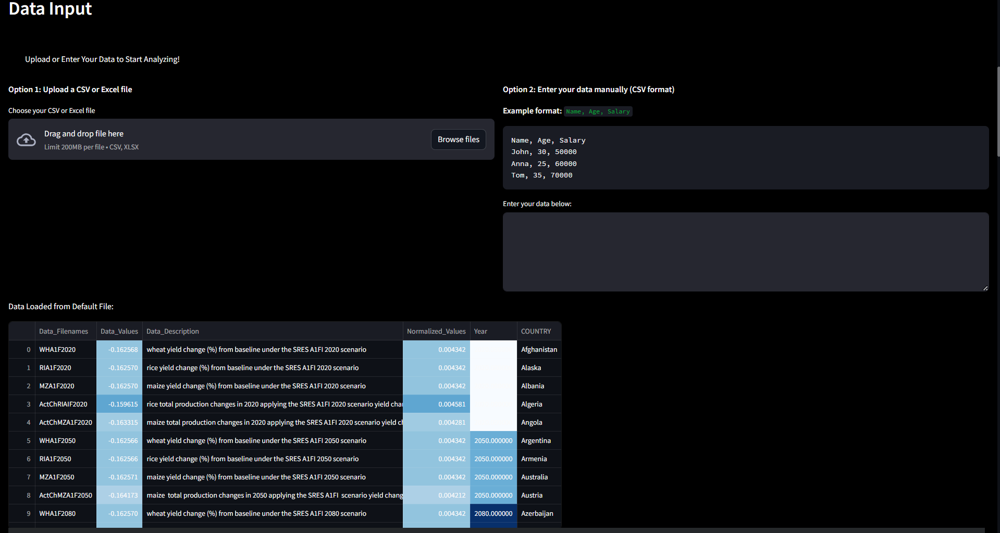 Data Input
Upload or Enter Your Data to Start Analyzing!
Option 1: Upload a CSV or Excel file
Choose your CSV or Excel file
Drag and drop file here
Limit 200MB per file • CSV, XLSX
Browse files
Option 2: Enter your data manually (CSV format)
Example format: Name, Age, Salary
Name, Age, Salary
John, 30, 50000
Anna, 25, 60000
Tom, 35, 70000
Enter your data below:
Data Loaded from Default File:
Data_Filenames Data_Values Data_Description Normalized_Values Year COUNTRY
0 WHA1F2020 -0.162568 wheat yield change (%) from baseline under the SRES A1FI 2020 scenario 0.004342 Afghanistan
1 RIA1F2020 -0.162570 rice yield change (%) from baseline under the SRES A1FI 2020 scenario 0.004342 Alaska
2 MZA1F2020 -0.162570 maize yield change (%) from baseline under the SRES A1FI 2020 scenario 0.004342 Albania
3 ActChRIAIF2020 -0.159615 rice total production changes in 2020 applying the SRES A1FI 2020 scenario yield chan 0.004581 Algeria
4 ActChMZA1F2020 -0.163315 maize total production changes in 2020 applying the SRES A1FI 2020 scenario yield ch 0.004281 Angola
5 WHA1F2050 -0.162566 wheat yield change (%) from baseline under the SRES A1FI 2050 scenario 0.004342 2050.000000 Argentina
6 RIA1F2050 -0.162566 rice yield change (%) from baseline under the SRES A1FI 2050 scenario 0.004342 2050.000000 Armenia
7 MZA1F2050 -0.162571 maize yield change (%) from baseline under the SRES A1FI 2050 scenario 0.004342 2050.000000 Australia
8 ActChMZA1F2050 -0.164173 maize  total production changes in 2050 applying the SRES A1FI  scenario yield chang 0.004212 2050.000000 Austria
9 WHA1F2080 -0.162570 wheat yield change (%) from baseline under the SRES A1FI 2080 scenario 0.004342 2080.000000 Azerbaijan